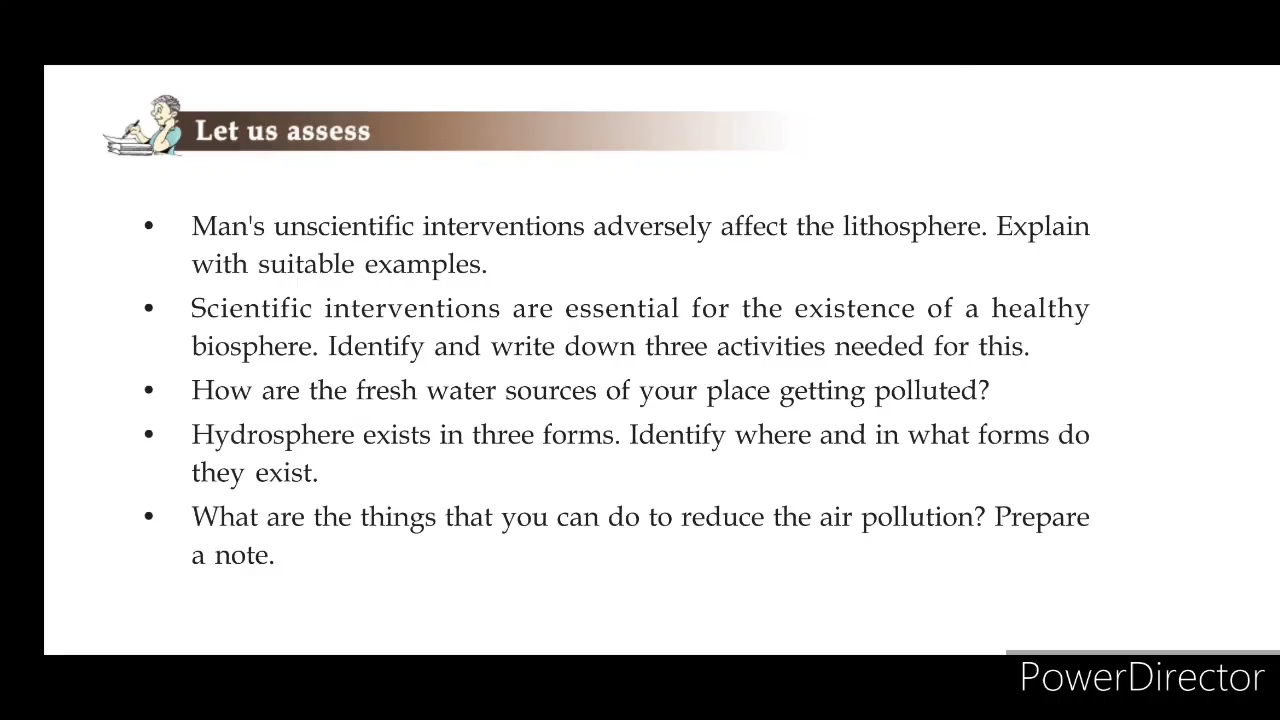 Let us assess
• Man's unscientific interventions adversely affect the lithosphere. Explain
with suitable examples.
• Scientific interventions are essential for the existence of a healthy
biosphere. Identify and write down three activities needed for this.
• How are the fresh water sources of your place getting polluted?
• Hydrosphere exists in three forms. Identify where and in what forms do
they exist.
• What are the things that you can do to reduce the air pollution? Prepare
a note.
PowerDirector